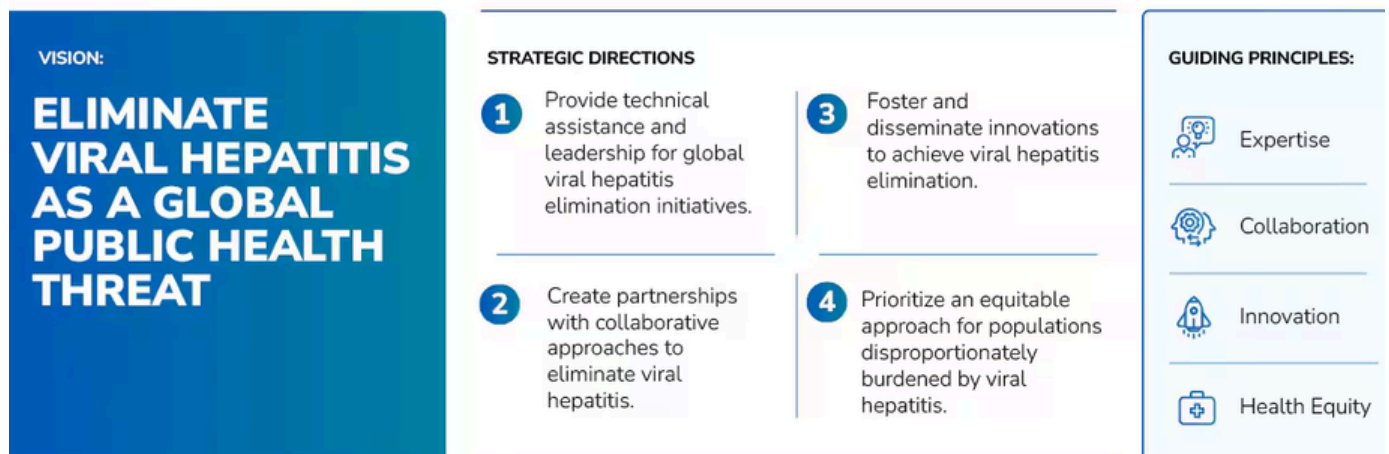 VISION:
ELIMINATE
VIRAL HEPATITIS
AS A GLOBAL
PUBLIC HEALTH
THREAT
STRATEGIC DIRECTIONS
1
Provide technical
assistance and
leadership for global
viral hepatitis
elimination initiatives.
2
Create partnerships
with collaborative
approaches to
eliminate viral
hepatitis.
3
Foster and
disseminate innovations
to achieve viral hepatitis
elimination.
4
Prioritize an equitable
approach for populations
disproportionately
burdened by viral
hepatitis.
GUIDING PRINCIPLES:
Expertise
Collaboration
Innovation
Health Equity